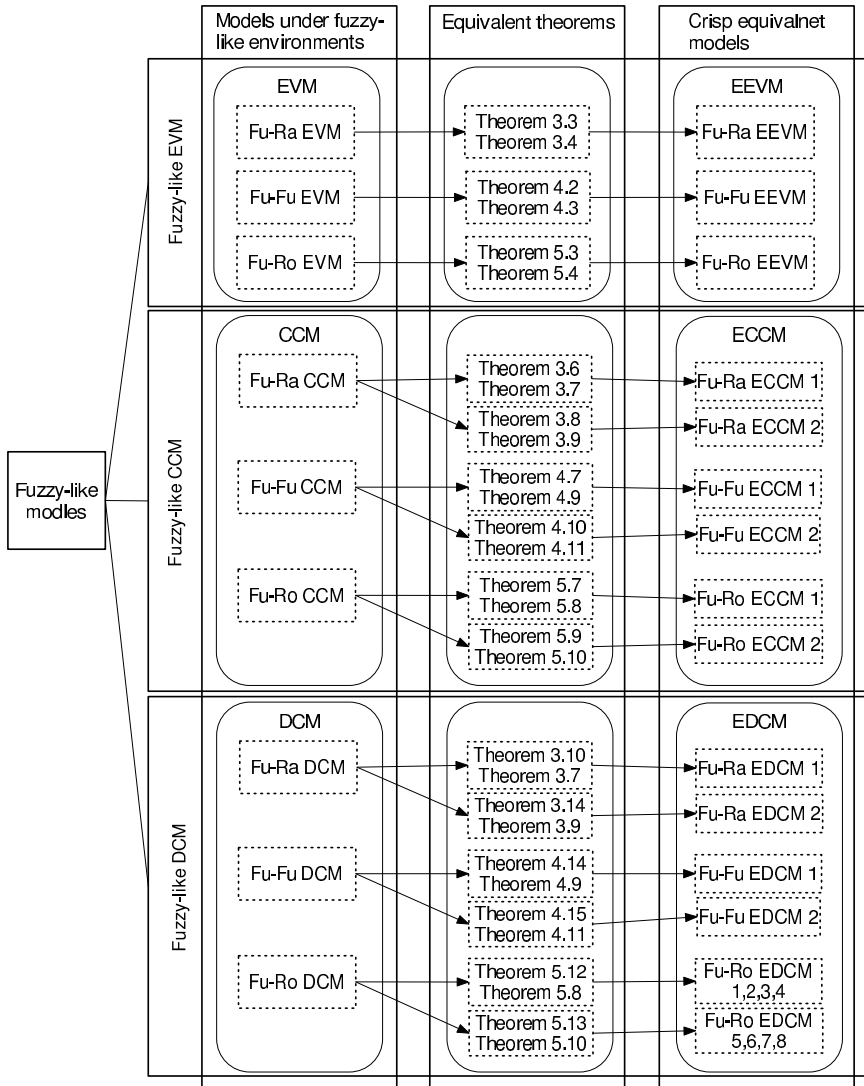 Models under fuzzy-
like environments
Equivalent theorems
Crisp equivalnet
models
Fuzzy-like
modles
Fuzzy-like EVM
EVM
EEVM
Fu-Ra EVM
Theorem 3.3
Theorem 3.4
Fu-Ra EEVM
Fu-Fu EVM
Theorem 4.2
Theorem 4.3
Fu-Fu EEVM
Fu-Ro EVM
Theorem 5.3
Theorem 5.4
Fu-Ro EEVM
Fuzzy-like CCM
CCM
ECCM
Fu-Ra CCM
Theorem 3.6
Theorem 3.7
Fu-Ra ECCM 1
Theorem 3.8
Theorem 3.9
Fu-Ra ECCM 2
Fu-Fu CCM
Theorem 4.7
Theorem 4.9
Fu-Fu ECCM 1
Theorem 4.10
Theorem 4.11
Fu-Fu ECCM 2
Fu-Ro CCM
Theorem 5.7
Theorem 5.8
Fu-Ro ECCM 1
Theorem 5.9
Theorem 5.10
Fu-Ro ECCM 2
Fuzzy-like DCM
DCM
EDCM
Fu-Ra DCM
Theorem 3.10
Theorem 3.7
Fu-Ra EDCM 1
Theorem 3.14
Theorem 3.9
Fu-Ra EDCM 2
Fu-Fu DCM
Theorem 4.14
Theorem 4.9
Fu-Fu EDCM 1
Theorem 4.15
Theorem 4.11
Fu-Fu EDCM 2
Fu-Ro DCM
Theorem 5.12
Theorem 5.8
Fu-Ro EDCM
1,2,3,4
Theorem 5.13
Theorem 5.10
Fu-Ro EDCM
5,6,7,8